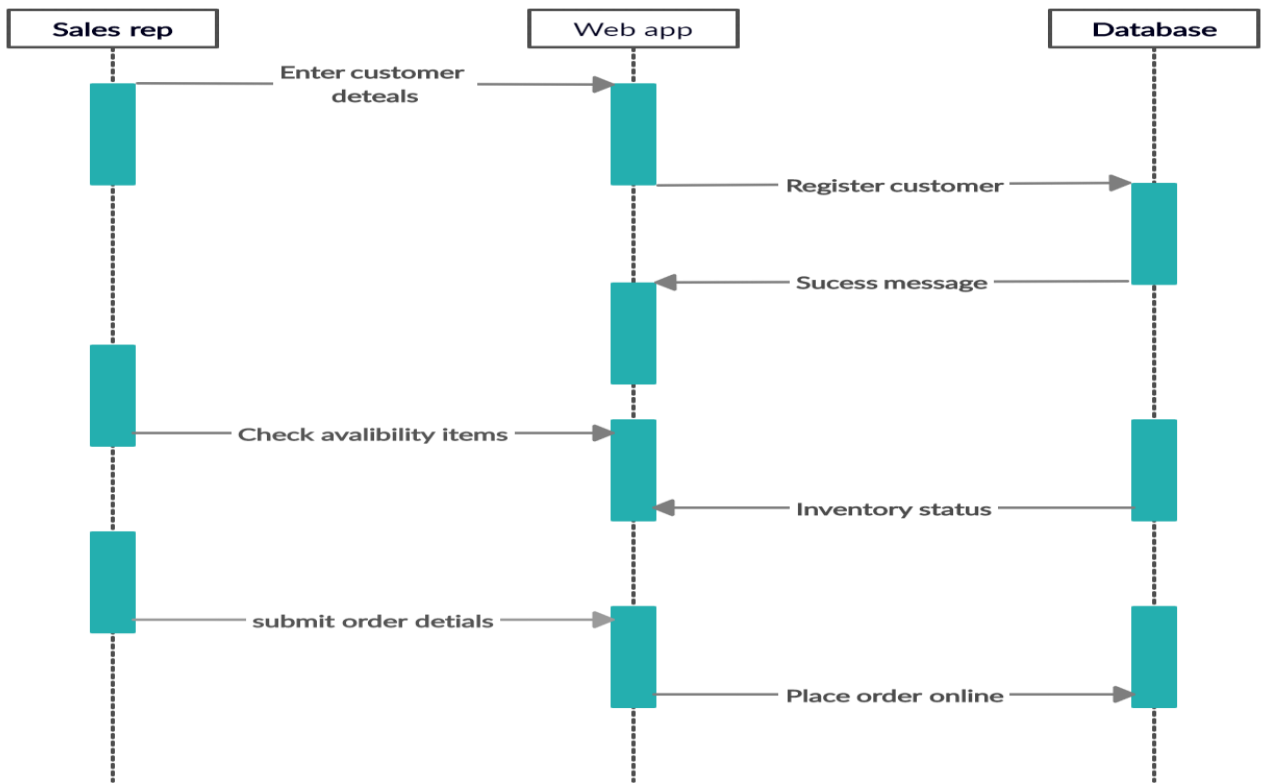 Sales rep
Web app
Database
Enter customer
deteals
Register customer
Sucess message
Check avalibility items
Inventory status
submit order detials
Place order online